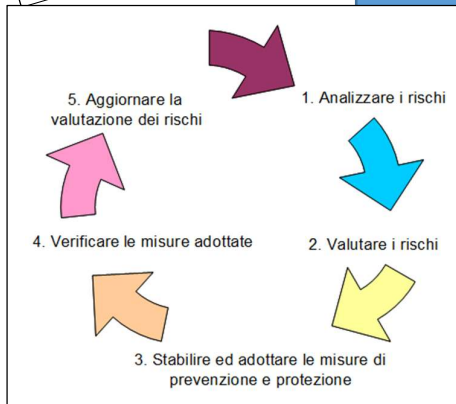 1. Analizzare i rischi
2. Valutare i rischi
3. Stabilire ed adottare le misure di
prevenzione e protezione
4. Verificare le misure adottate
5. Aggiornare la
valutazione dei rischi